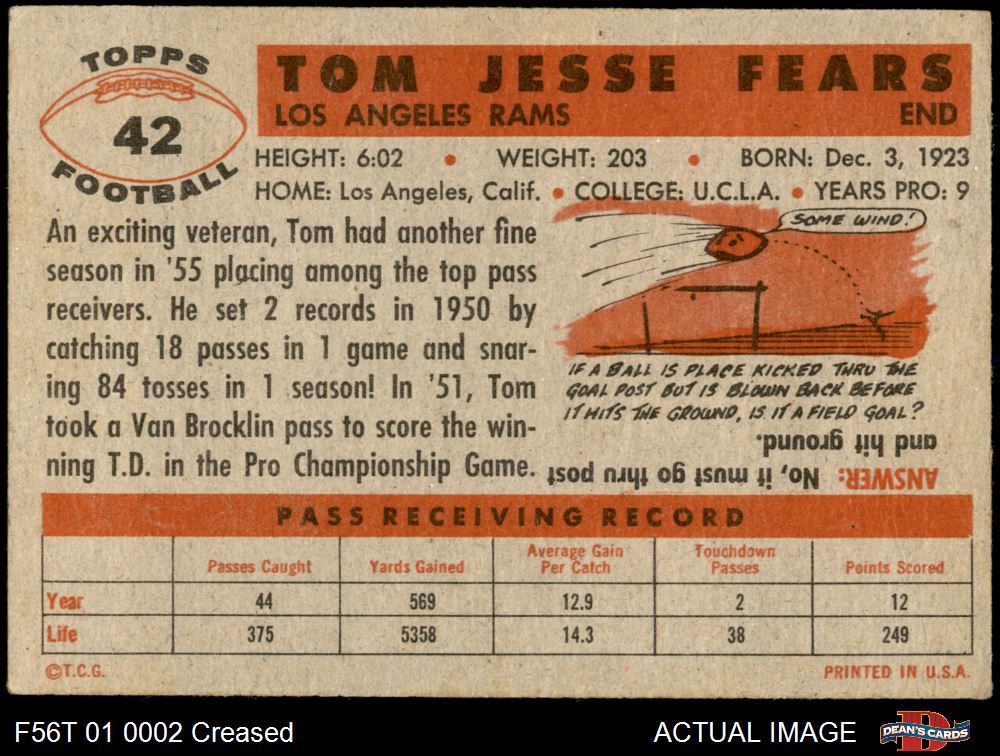 TOPPS
42
FOOTBALL
TOM JESSE FEARS
LOS ANGELES RAMS END
HEIGHT: 6:02 • WEIGHT: 203 • BORN: Dec. 3, 1923
HOME: Los Angeles, Calif. • COLLEGE: U.C.L.A. • YEARS PRO: 9
An exciting veteran, Tom had another fine
season in '55 placing among the top pass
receivers. He set 2 records in 1950 by
catching 18 passes in 1 game and snar-
ing 84 tosses in 1 season! In '51, Tom
took a Van Brocklin pass to score the win-
ning T.D. in the Pro Championship Game.
SOME WIND!
IF A BALL IS PLACE KICKED THRU THE
GOAL POST BUT IS BLOWN BACK BEFORE
IT HITS THE GROUND, IS IT A FIELD GOAL?
ANSWER: No, it must go thru post
and hit ground.
PASS RECEIVING RECORD
Passes Caught Yards Gained Average Gain Per Catch Touchdown Passes Points Scored
Year 44 569 12.9 2 12
Life 375 5358 14.3 38 249
©T.C.G. PRINTED IN U.S.A.
F56T 01 0002 Creased ACTUAL IMAGE D DEAN'S CARDS